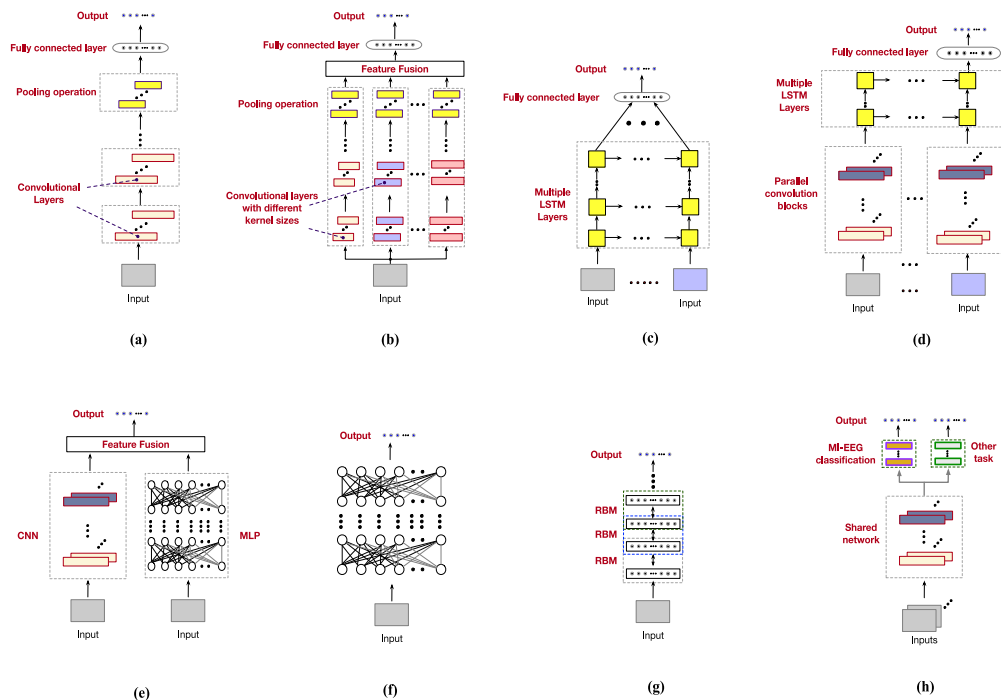 Output
Fully connected layer
Pooling operation
Convolutional
Layers
Input
(a)
Output
Fully connected layer
Feature Fusion
Pooling operation
Convolutional layers
with different
kernel sizes
Input
(b)
Output
Fully connected layer
Multiple
LSTM
Layers
Input
Input
(c)
Output
Fully connected layer
Multiple
LSTM Layers
Parallel
convolution
blocks
Input
Input
(d)
Output
Feature Fusion
CNN
MLP
Input
Input
(e)
Output
Input
(f)
Output
RBM
RBM
RBM
Input
(g)
Output
Output
MI-EEG
classification
Other
task
Shared
network
Inputs
(h)